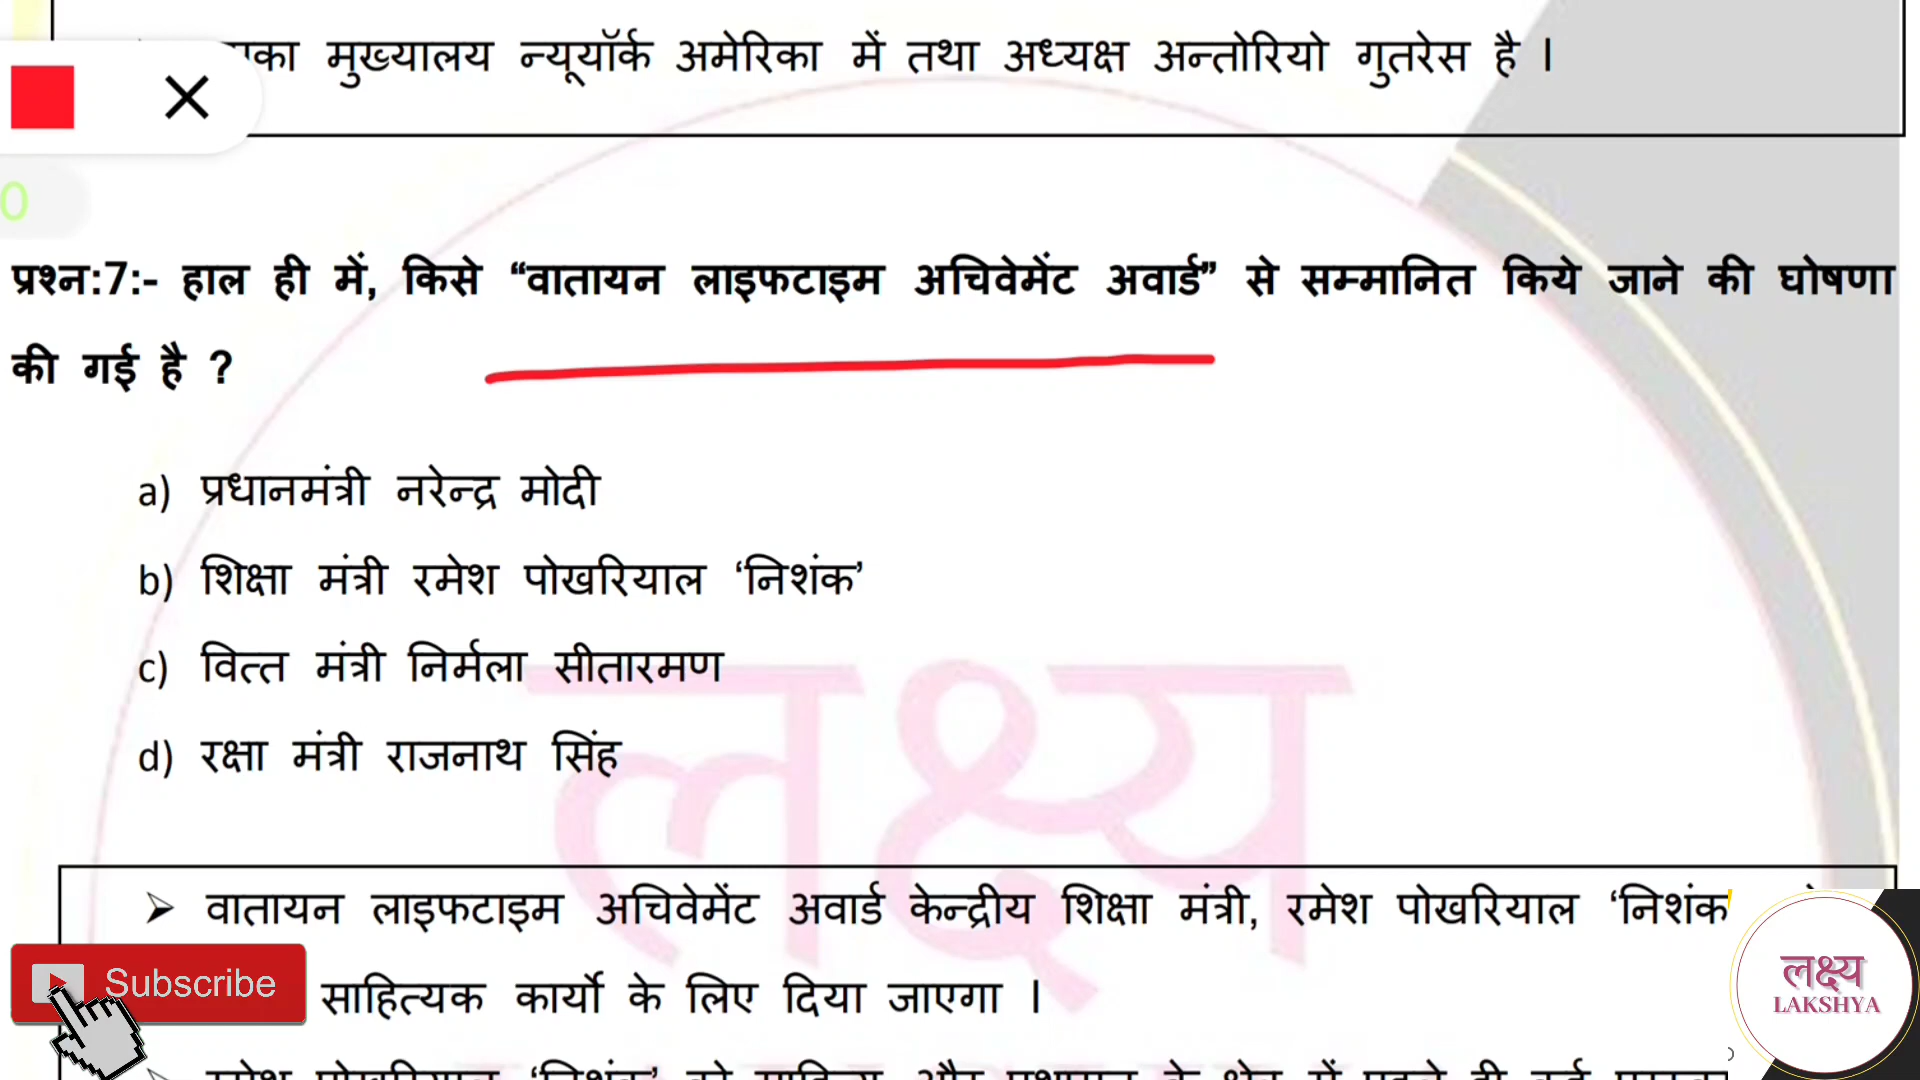 मुख्यालय न्यूयॉर्क अमेरिका में तथा अध्यक्ष अन्तोरियो गुतरेस है ।
0
प्रश्न:7:- हाल ही में, किसे “वातायन लाइफटाइम अचिवेमेंट अवार्ड” से सम्मानित किये जाने की घोषणा
की गई है ?
a) प्रधानमंत्री नरेन्द्र मोदी
b) शिक्षा मंत्री रमेश पोखरियाल ‘निशंक’
c) वित्त मंत्री निर्मला सीतारमण
d) रक्षा मंत्री राजनाथ सिंह
लक्ष्य
➢ वातायन लाइफटाइम अचिवेमेंट अवार्ड केन्द्रीय शिक्षा मंत्री, रमेश पोखरियाल ‘निशंक
साहित्यक कार्यो के लिए दिया जाएगा ।
Subscribe
लक्ष्य
LAKSHYA